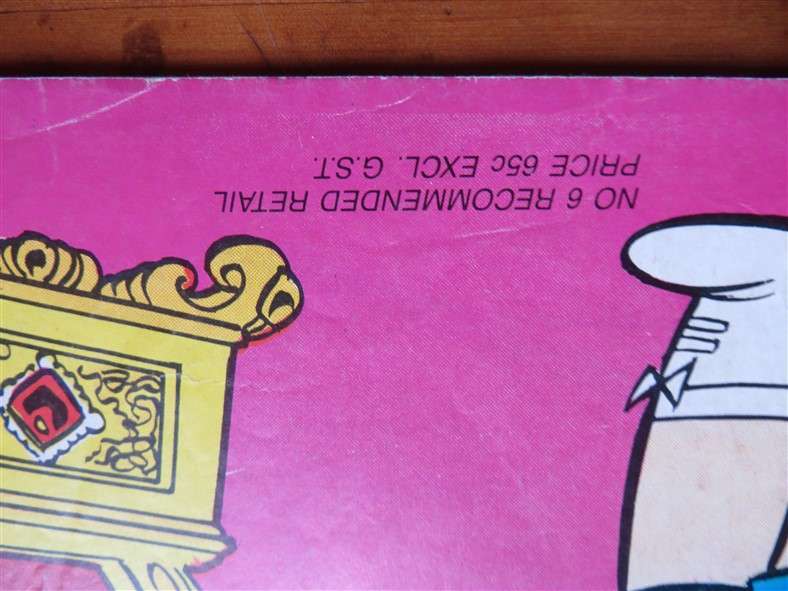 NO 6 RECOMMENDED RETAIL
PRICE 65c EXCL. G.S.T.